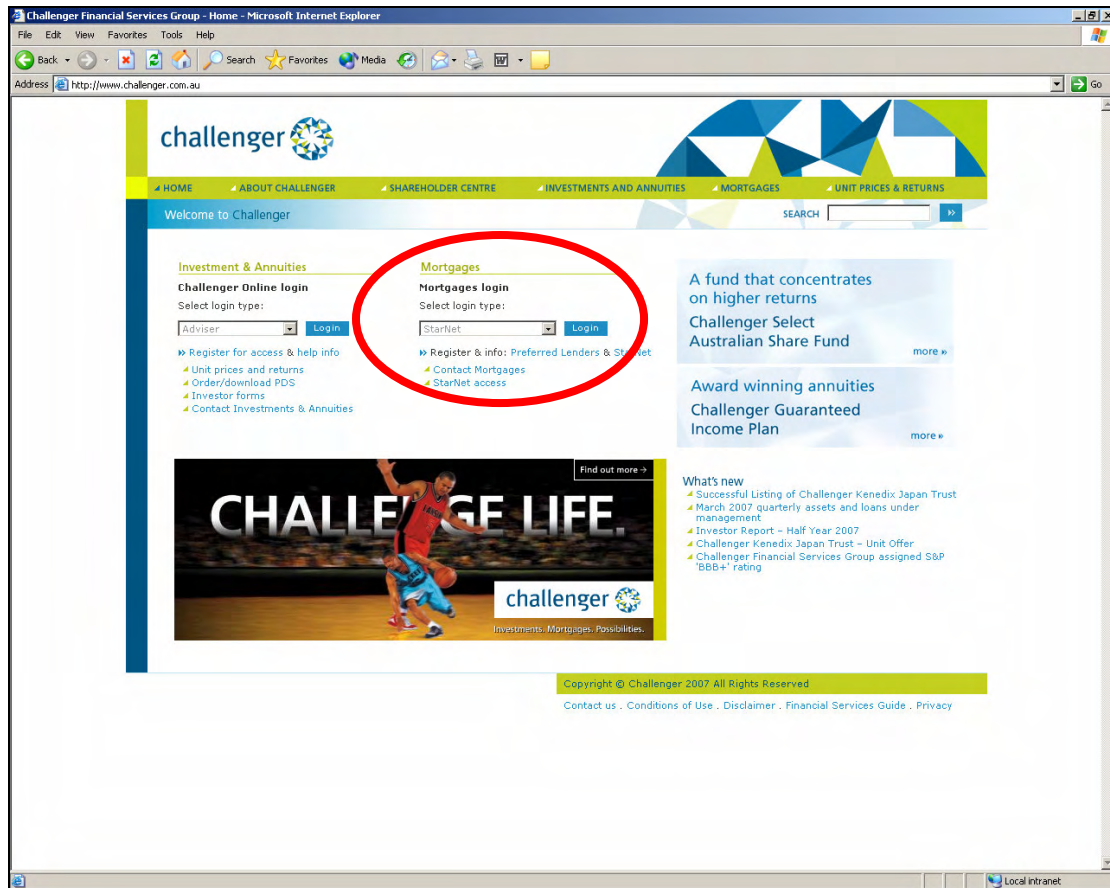 Challenger Financial Services Group - Home - Microsoft Internet Explorer
File Edit View Favorites Tools Help
Back Search Favorites Media
Address http://www.challenger.com.au Go
challenger
HOME ABOUT CHALLENGER SHAREHOLDER CENTRE INVESTMENTS AND ANNUITIES MORTGAGES UNIT PRICES & RETURNS
Welcome to Challenger
SEARCH »
Investment & Annuities
Challenger Online login
Select login type:
Adviser Login
» Register for access & help info
Unit prices and returns
Order/download PDS
Investor forms
Contact Investments & Annuities
Mortgages
Mortgages login
Select login type:
StarNet Login
» Register & info: Preferred Lenders & StarNet
Contact Mortgages
StarNet access
A fund that concentrates
on higher returns
Challenger Select
Australian Share Fund
more »
Award winning annuities
Challenger Guaranteed
Income Plan
more »
Find out more →
CHALLENGE LIFE.
challenger
Investments. Mortgages. Possibilities.
What's new
Successful Listing of Challenger Kenedix Japan Trust
March 2007 quarterly assets and loans under
management
Investor Report – Half Year 2007
Challenger Kenedix Japan Trust – Unit Offer
Challenger Financial Services Group assigned S&P
'BBB+' rating
Copyright © Challenger 2007 All Rights Reserved
Contact us . Conditions of Use . Disclaimer . Financial Services Guide . Privacy
Local intranet